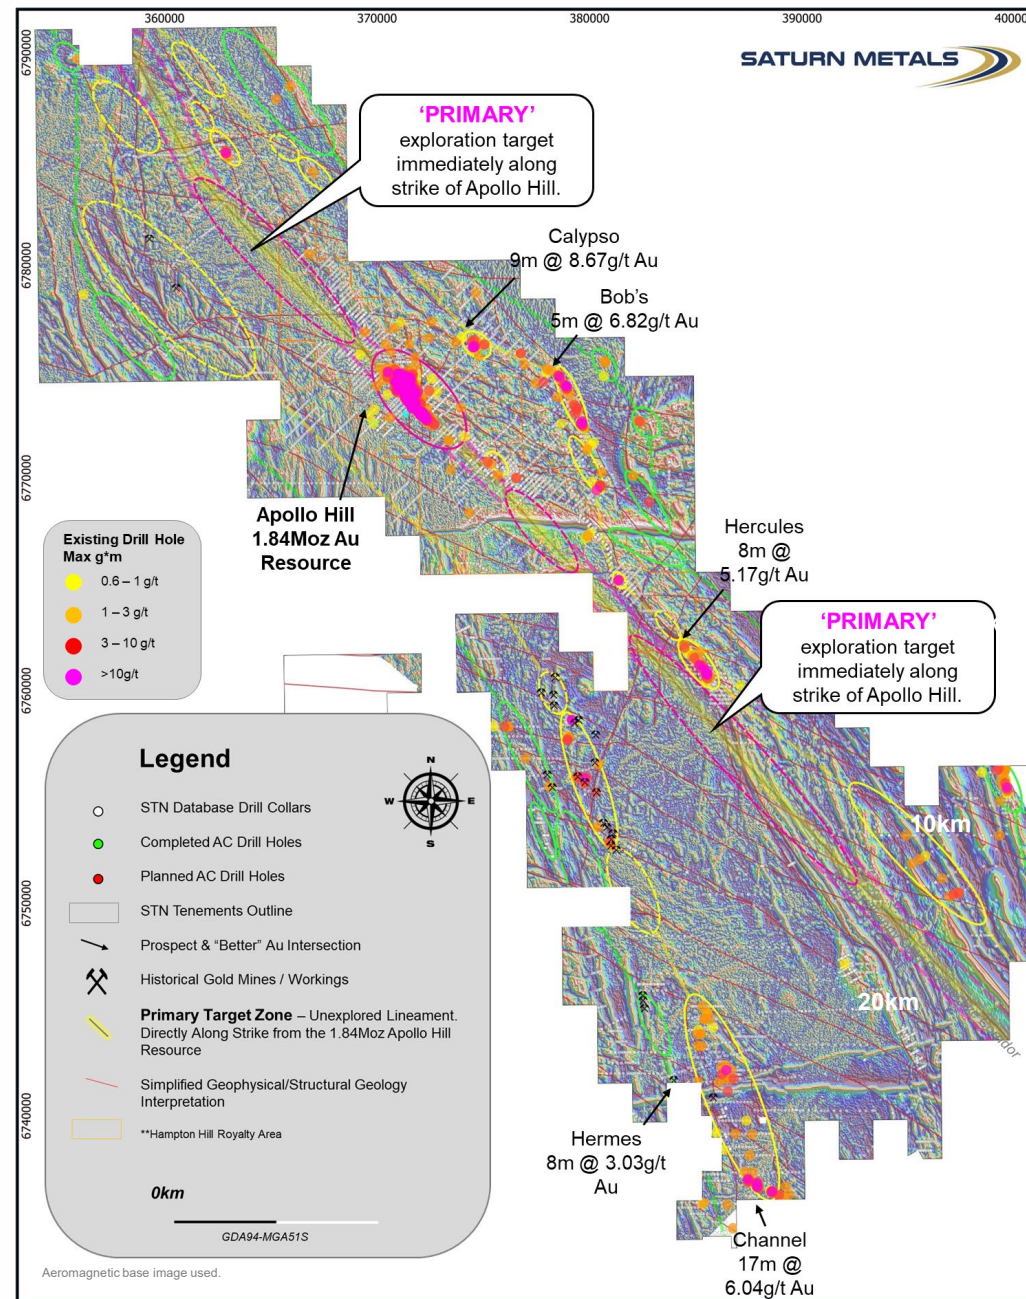 360000
370000
380000
390000
40000
6790000
6780000
6770000
6760000
6750000
6740000
SATURN METALS
‘PRIMARY’
exploration target
immediately along
strike of Apollo Hill.
Calypso
9m @ 8.67g/t Au
Bob's
5m @ 6.82g/t Au
Apollo Hill
1.84Moz Au
Resource
Hercules
8m @
5.17g/t Au
‘PRIMARY’
exploration target
immediately along
strike of Apollo Hill.
Existing Drill Hole
Max g*m
0.6 – 1 g/t
1 – 3 g/t
3 – 10 g/t
>10g/t
10km
20km
Legend
N
W
E
S
STN Database Drill Collars
Completed AC Drill Holes
Planned AC Drill Holes
STN Tenements Outline
Prospect & “Better” Au Intersection
Historical Gold Mines / Workings
Primary Target Zone – Unexplored Lineament.
Directly Along Strike from the 1.84Moz Apollo Hill
Resource
Simplified Geophysical/Structural Geology
Interpretation
**Hampton Hill Royalty Area
0km
GDA94-MGA51S
Hermes
8m @ 3.03g/t
Au
Channel
17m @
6.04g/t Au
Aeromagnetic base image used.